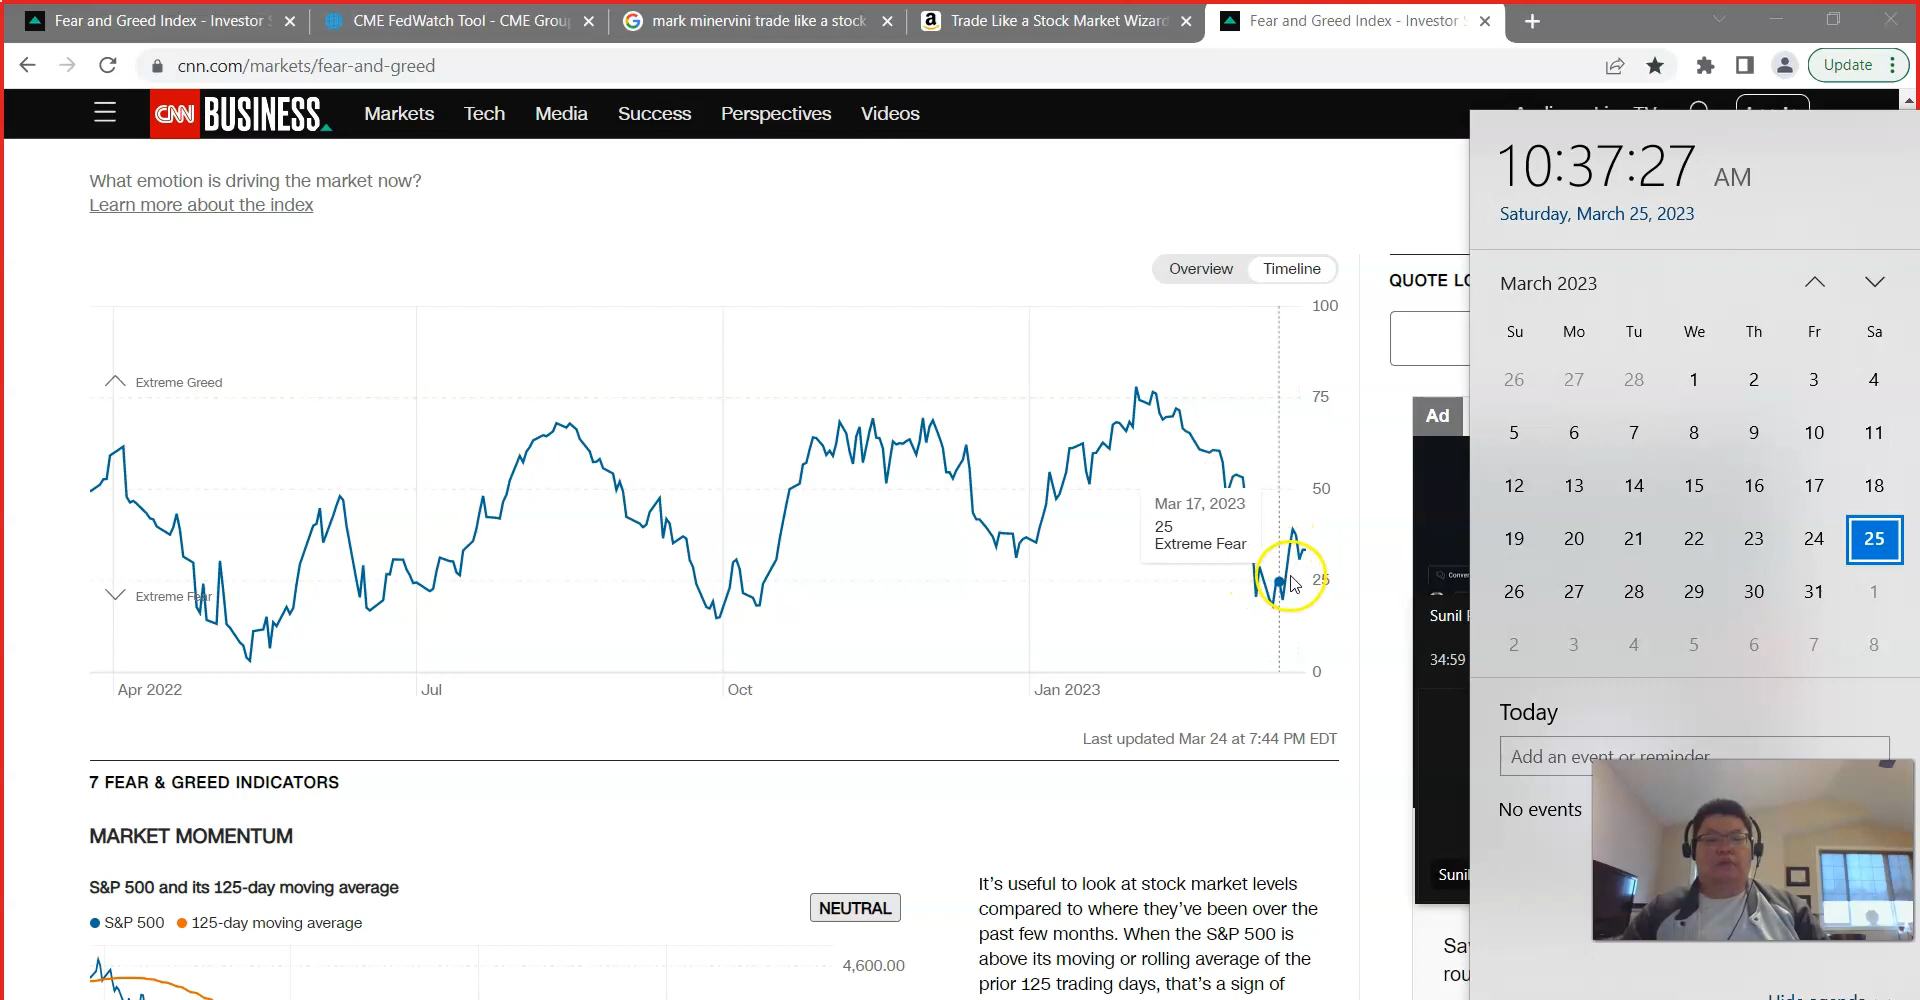 Fear and Greed Index - Investor S
CME FedWatch Tool - CME Group
mark minervini trade like a stock
Trade Like a Stock Market Wizard
Fear and Greed Index - Investor S
cnn.com/markets/fear-and-greed
Update
CNN BUSINESS
Markets
Tech
Media
Success
Perspectives
Videos
What emotion is driving the market now?
Learn more about the index
Overview
Timeline
QUOTE LO
100
Extreme Greed
75
50
Mar 17, 2023
25
Extreme Fear
25
Extreme Fear
0
Apr 2022
Jul
Oct
Jan 2023
Last updated Mar 24 at 7:44 PM EDT
7 FEAR & GREED INDICATORS
MARKET MOMENTUM
S&P 500 and its 125-day moving average
NEUTRAL
S&P 500
125-day moving average
4,600.00
It's useful to look at stock market levels
compared to where they've been over the
past few months. When the S&P 500 is
above its moving or rolling average of the
prior 125 trading days, that's a sign of
Ad
Conver
Sunil
34:59
Sunil
Sa
rou
10:37:27 AM
Saturday, March 25, 2023
March 2023
Su Mo Tu We Th Fr Sa
26 27 28 1 2 3 4
5 6 7 8 9 10 11
12 13 14 15 16 17 18
19 20 21 22 23 24 25
26 27 28 29 30 31 1
2 3 4 5 6 7 8
Today
Add an event or reminder
No events
Hide agenda